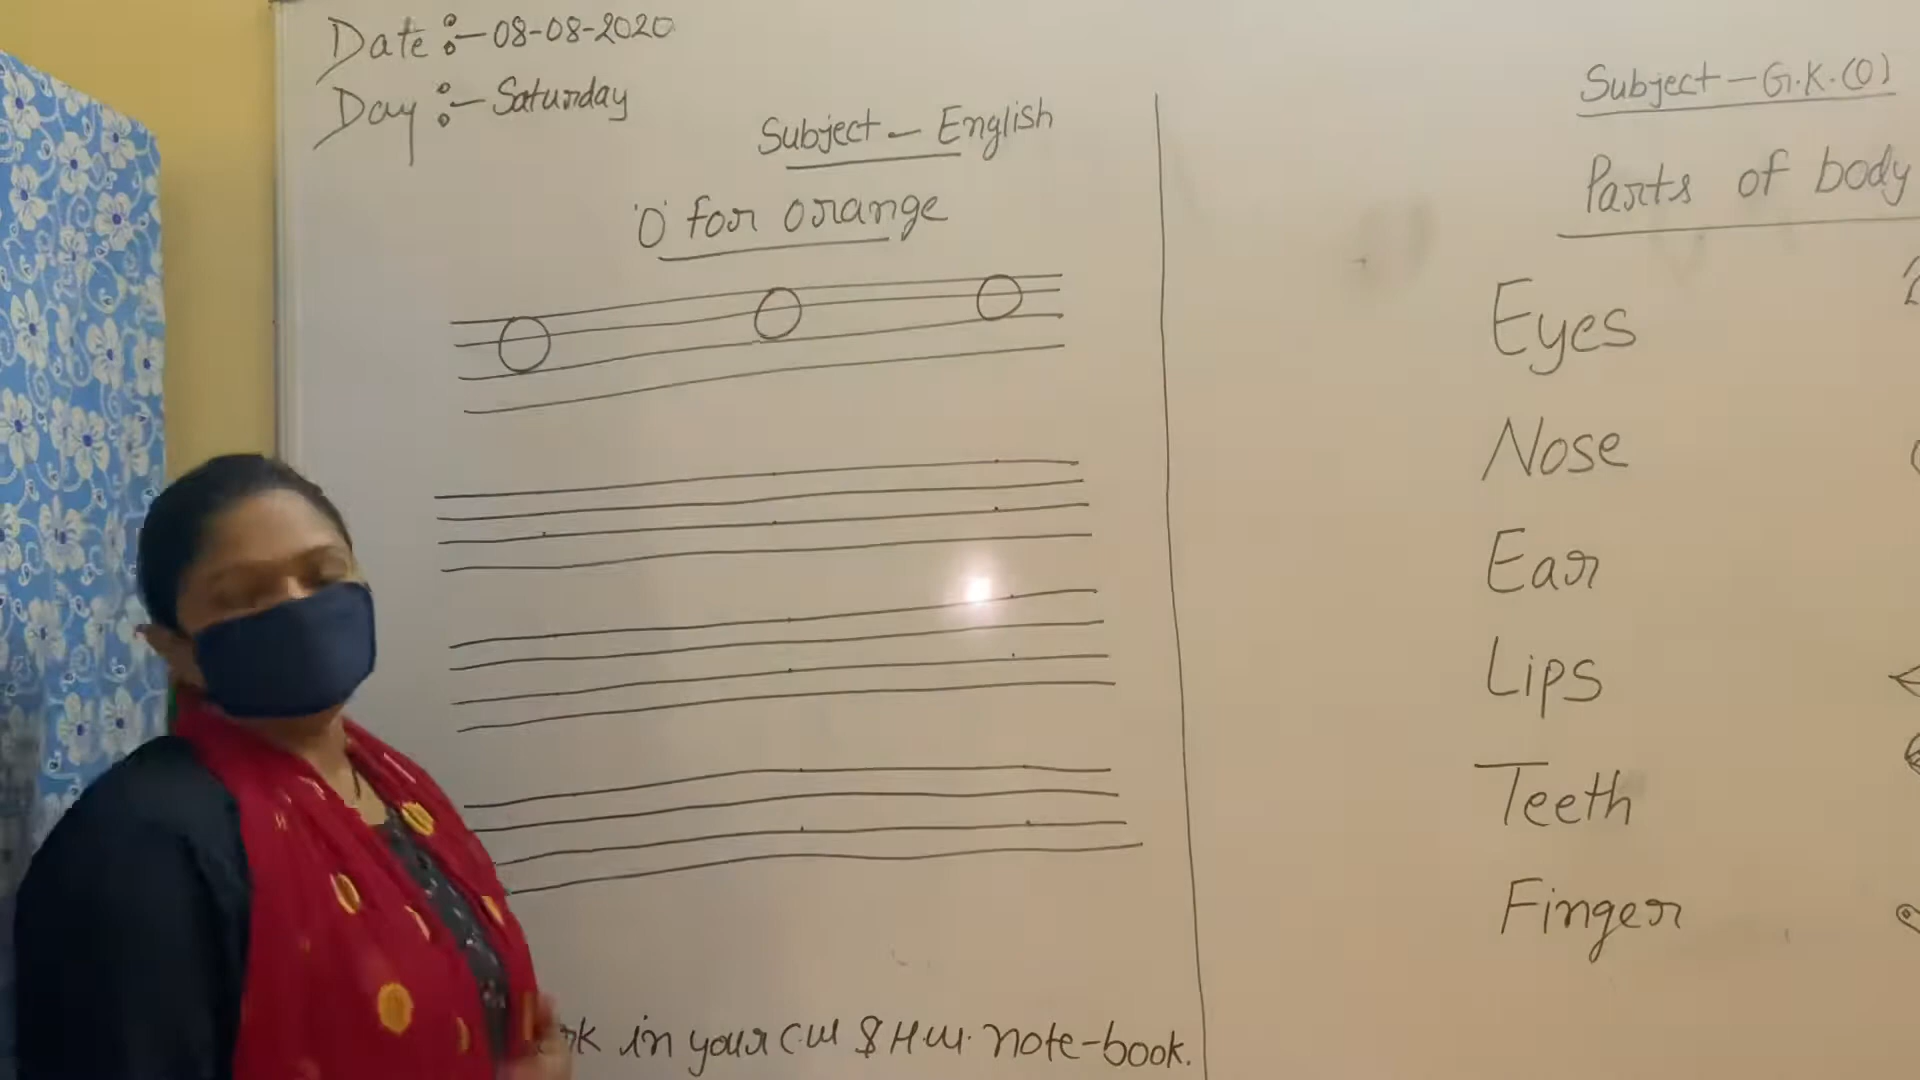 Date :- 08-08-2020
Day :- Saturday
Subject - English
'O' for orange
in your C.W & H.W. note-book.
Subject - G.K.(O)
Parts of body
Eyes
Nose
Ear
Lips
Teeth
Finger